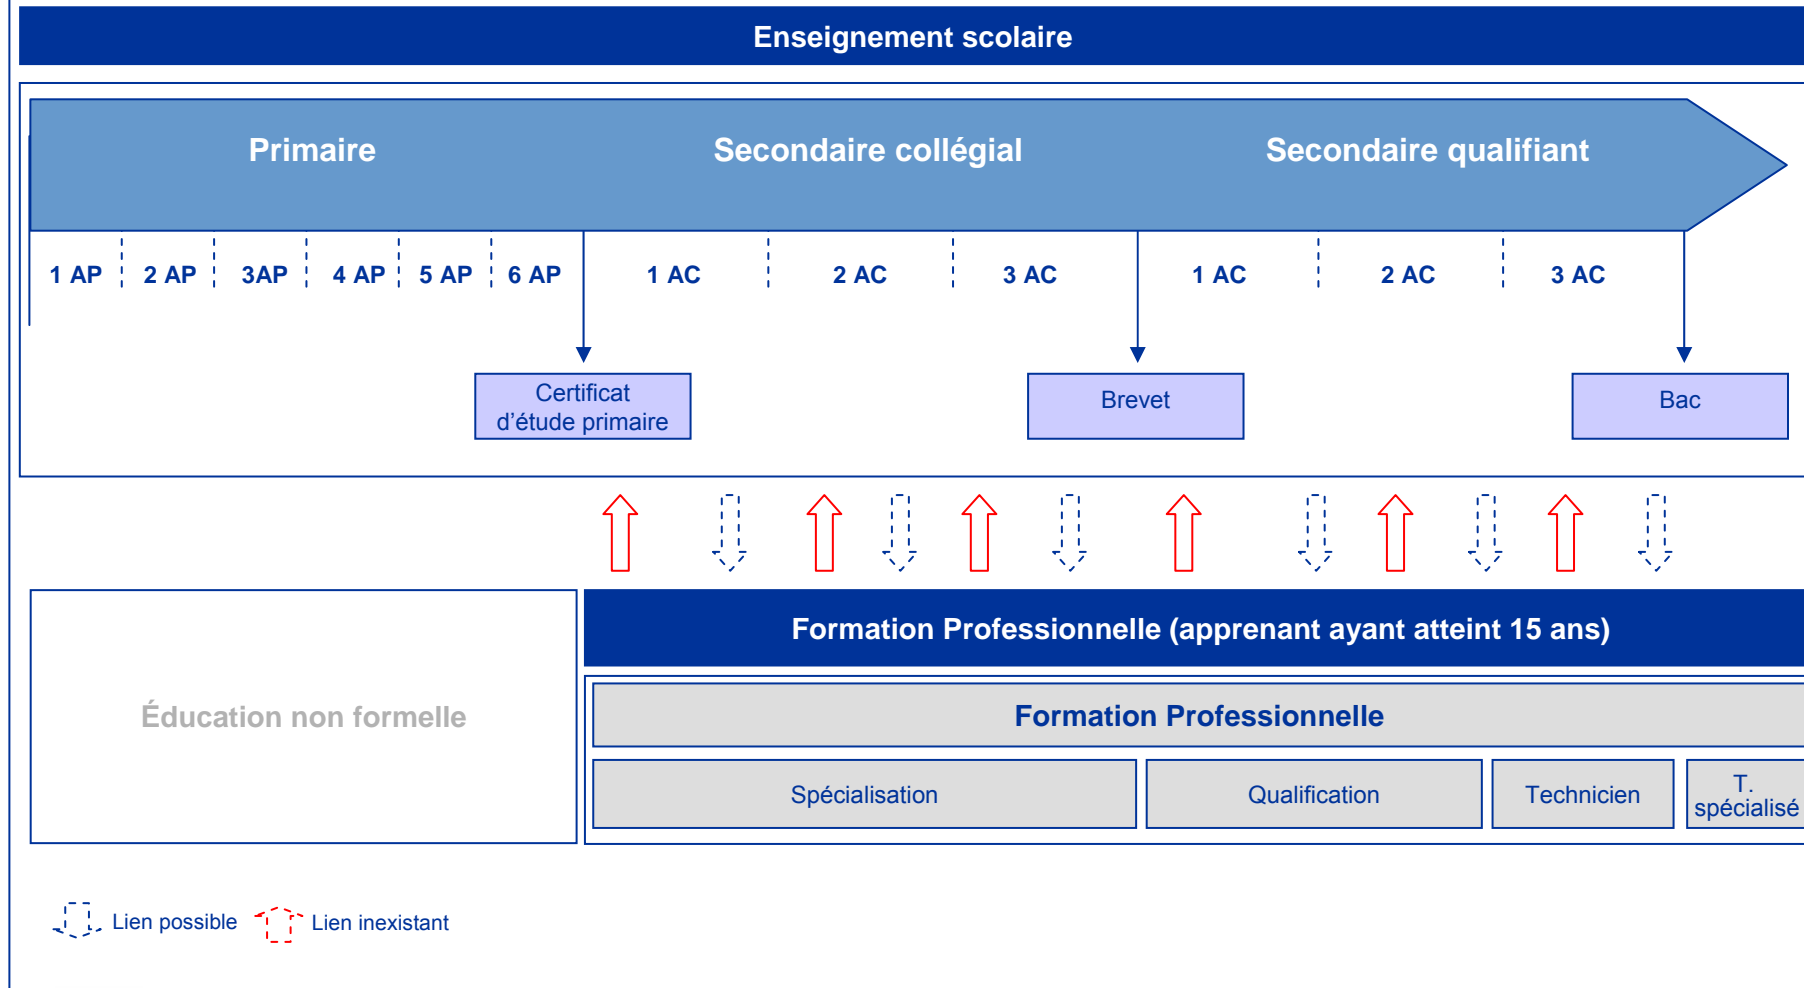 Enseignement scolaire
Primaire
Secondaire collégial
Secondaire qualifiant
1 AP
2 AP
3AP
4 AP
5 AP
6 AP
1 AC
2 AC
3 AC
1 AC
2 AC
3 AC
Certificat
d’étude primaire
Brevet
Bac
Formation Professionnelle (apprenant ayant atteint 15 ans)
Éducation non formelle
Formation Professionnelle
Spécialisation
Qualification
Technicien
T.
spécialisé
Lien possible
Lien inexistant